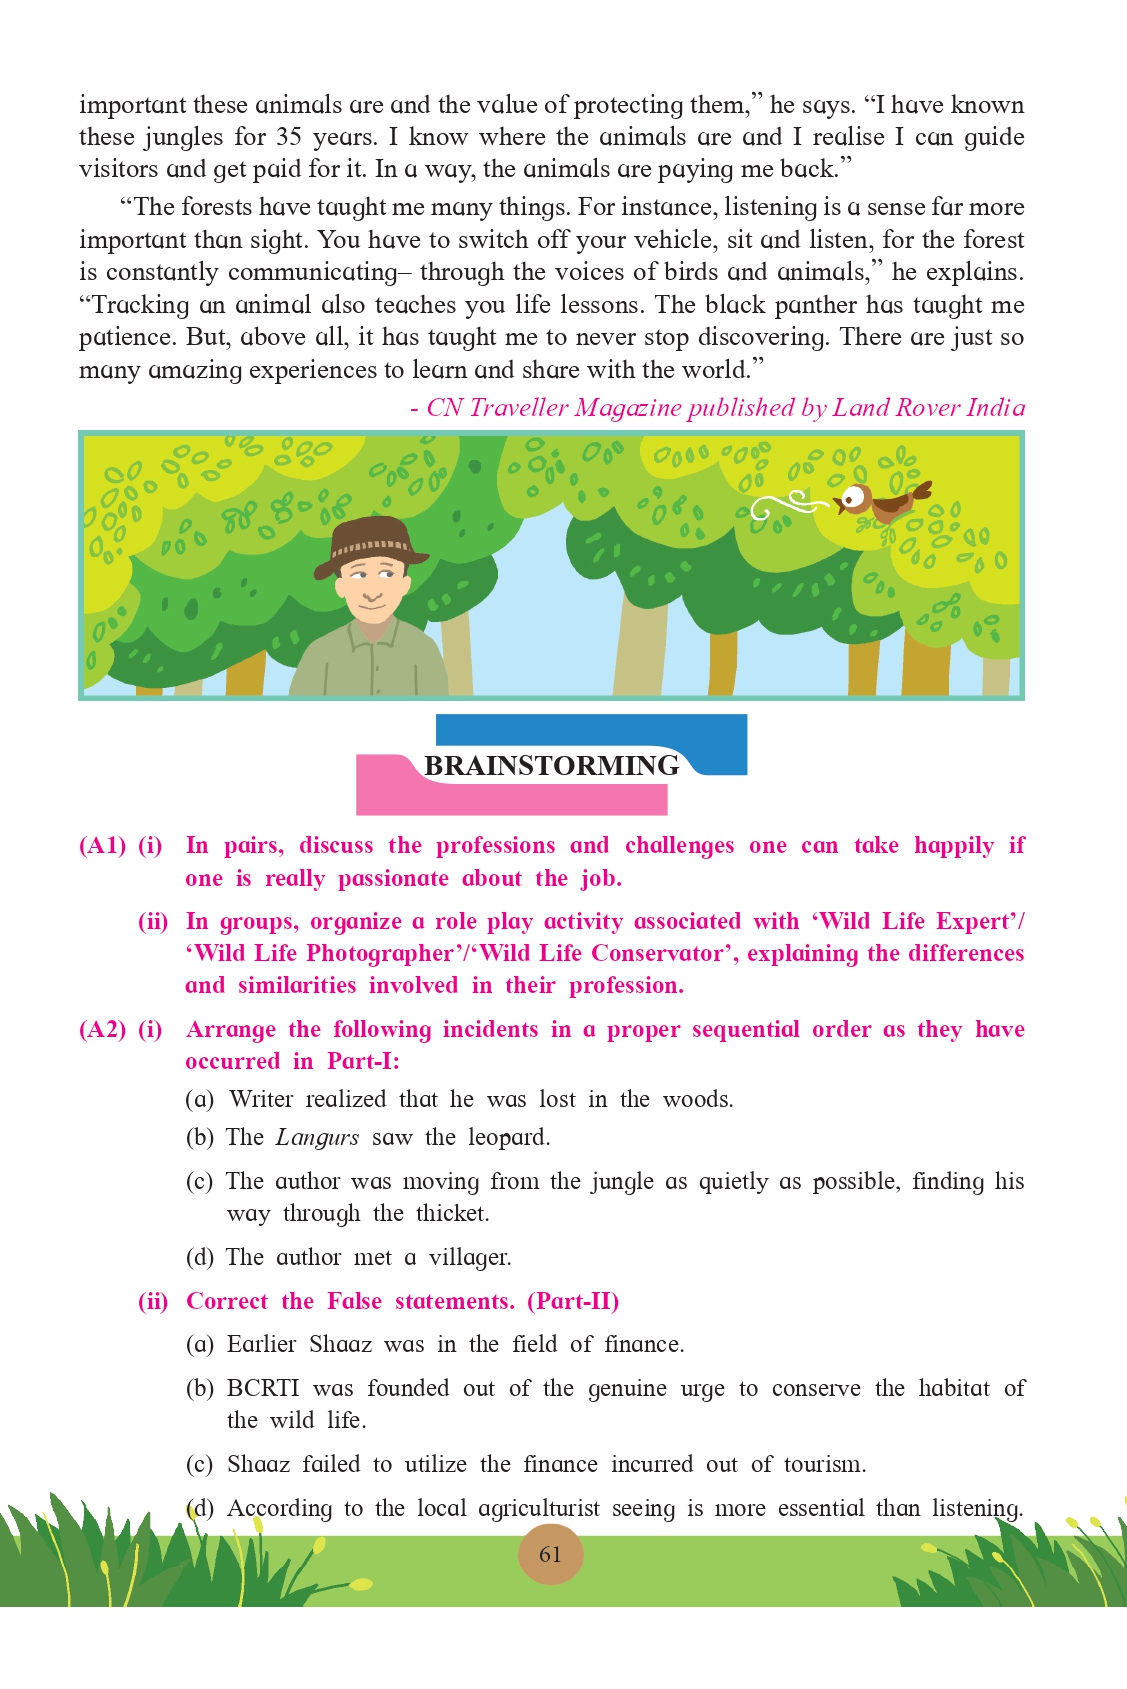 important these animals are and the value of protecting them,” he says. “I have known
these jungles for 35 years. I know where the animals are and I realise I can guide
visitors and get paid for it. In a way, the animals are paying me back.”
“The forests have taught me many things. For instance, listening is a sense far more
important than sight. You have to switch off your vehicle, sit and listen, for the forest
is constantly communicating– through the voices of birds and animals,” he explains.
“Tracking an animal also teaches you life lessons. The black panther has taught me
patience. But, above all, it has taught me to never stop discovering. There are just so
many amazing experiences to learn and share with the world.”
- CN Traveller Magazine published by Land Rover India
BRAINSTORMING
(A1) (i) In pairs, discuss the professions and challenges one can take happily if
one is really passionate about the job.
(ii) In groups, organize a role play activity associated with ‘Wild Life Expert’/
‘Wild Life Photographer’/‘Wild Life Conservator’, explaining the differences
and similarities involved in their profession.
(A2) (i) Arrange the following incidents in a proper sequential order as they have
occurred in Part-I:
(a) Writer realized that he was lost in the woods.
(b) The Langurs saw the leopard.
(c) The author was moving from the jungle as quietly as possible, finding his
way through the thicket.
(d) The author met a villager.
(ii) Correct the False statements. (Part-II)
(a) Earlier Shaaz was in the field of finance.
(b) BCRTI was founded out of the genuine urge to conserve the habitat of
the wild life.
(c) Shaaz failed to utilize the finance incurred out of tourism.
(d) According to the local agriculturist seeing is more essential than listening.
61